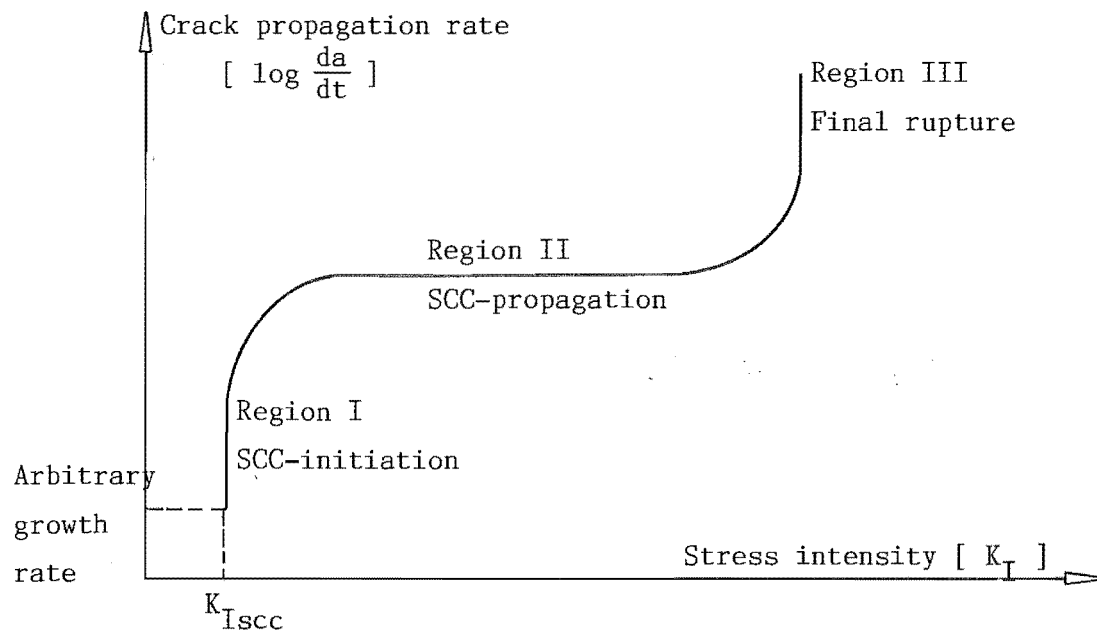 Crack propagation rate
[ log da/dt ]
Region III
Final rupture
Region II
SCC-propagation
Region I
SCC-initiation
Arbitrary
growth
rate
Stress intensity [ K_I ]
K_Iscc